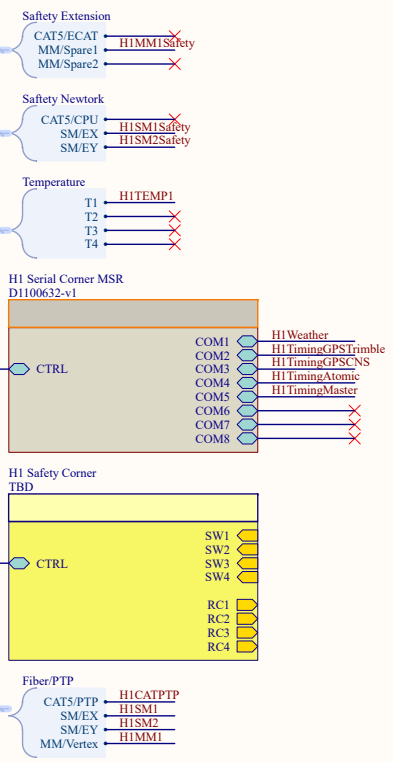 Saftety Extension
CAT5/ECAT
MM/Spare1 H1MM1Safety
MM/Spare2
Saftety Newtork
CAT5/CPU
SM/EX H1SM1Safety
SM/EY H1SM2Safety
Temperature
T1 H1TEMP1
T2
T3
T4
H1 Serial Corner MSR
D1100632-v1
COM1 H1Weather
COM2 H1TimingGPSTrimble
CTRL COM3 H1TimingGPSCNS
COM4 H1TimingAtomic
COM5 H1TimingMaster
COM6
COM7
COM8
H1 Safety Corner
TBD
SW1
SW2
CTRL SW3
SW4
RC1
RC2
RC3
RC4
Fiber/PTP
CAT5/PTP H1CATPTP
SM/EX H1SM1
SM/EY H1SM2
MM/Vertex H1MM1